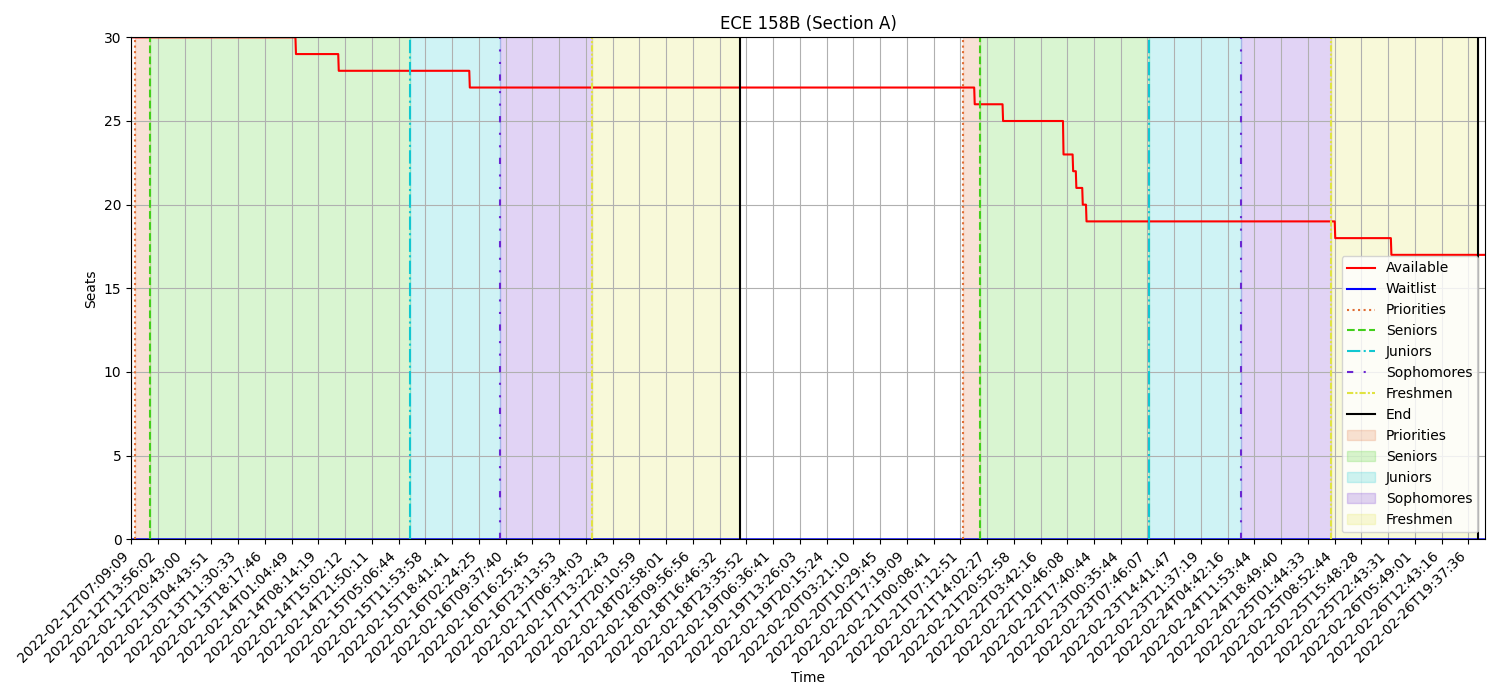 ECE 158B (Section A)
Seats
30
25
20
15
10
5
0
Available
Waitlist
Priorities
Seniors
Juniors
Sophomores
Freshmen
End
Priorities
Seniors
Juniors
Sophomores
Freshmen
2022-02-12T07:09:09
2022-02-12T13:56:02
2022-02-12T20:43:00
2022-02-13T04:43:51
2022-02-13T11:30:33
2022-02-13T18:17:46
2022-02-14T01:04:49
2022-02-14T08:14:19
2022-02-14T15:02:12
2022-02-14T21:50:11
2022-02-15T05:06:44
2022-02-15T11:53:58
2022-02-15T18:41:41
2022-02-16T02:24:25
2022-02-16T09:37:40
2022-02-16T16:25:45
2022-02-16T23:13:53
2022-02-17T06:34:03
2022-02-17T13:22:43
2022-02-17T20:10:59
2022-02-18T02:58:01
2022-02-18T09:56:56
2022-02-18T16:46:32
2022-02-18T23:35:52
2022-02-19T06:36:41
2022-02-19T13:26:03
2022-02-19T20:15:24
2022-02-20T03:21:10
2022-02-20T10:29:45
2022-02-20T17:19:09
2022-02-21T00:08:41
2022-02-21T07:12:51
2022-02-21T14:02:27
2022-02-21T20:52:58
2022-02-22T03:42:16
2022-02-22T10:46:08
2022-02-22T17:40:44
2022-02-23T00:35:44
2022-02-23T07:46:07
2022-02-23T14:41:47
2022-02-23T21:37:19
2022-02-24T04:42:16
2022-02-24T11:53:44
2022-02-24T18:49:40
2022-02-25T01:44:33
2022-02-25T08:52:44
2022-02-25T15:48:28
2022-02-25T22:43:31
2022-02-26T05:49:01
2022-02-26T12:43:16
2022-02-26T19:37:36
Time